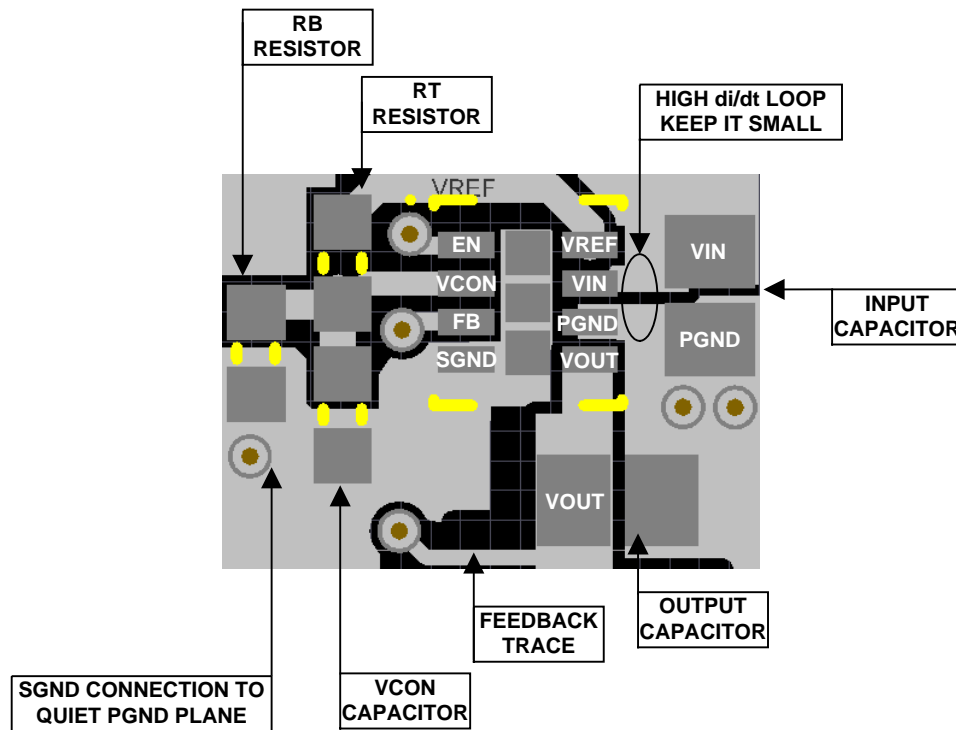 RB
RESISTOR
RT
RESISTOR
HIGH di/dt LOOP
KEEP IT SMALL
VREF
EN
VREF
VIN
VCON
VIN
INPUT
CAPACITOR
FB
PGND
PGND
SGND
VOUT
VOUT
FEEDBACK
TRACE
OUTPUT
CAPACITOR
SGND CONNECTION TO
QUIET PGND PLANE
VCON
CAPACITOR